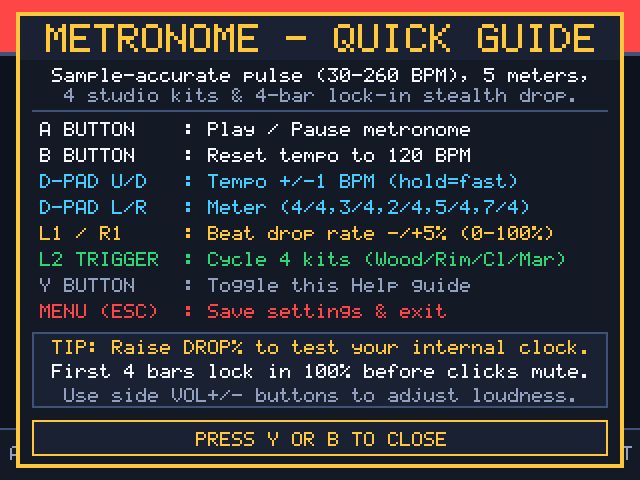 METRONOME - QUICK GUIDE
Sample-accurate pulse (30-260 BPM), 5 meters,
4 studio kits & 4-bar lock-in stealth drop.
A BUTTON : Play / Pause metronome
B BUTTON : Reset tempo to 120 BPM
D-PAD U/D : Tempo +/-1 BPM (hold=fast)
D-PAD L/R : Meter (4/4,3/4,2/4,5/4,7/4)
L1 / R1 : Beat drop rate -/+5% (0-100%)
L2 TRIGGER : Cycle 4 kits (Wood/Rim/Cl/Mar)
Y BUTTON : Toggle this Help guide
MENU (ESC) : Save settings & exit
TIP: Raise DROP% to test your internal clock.
First 4 bars lock in 100% before clicks mute.
Use side VOL+/- buttons to adjust loudness.
PRESS Y OR B TO CLOSE